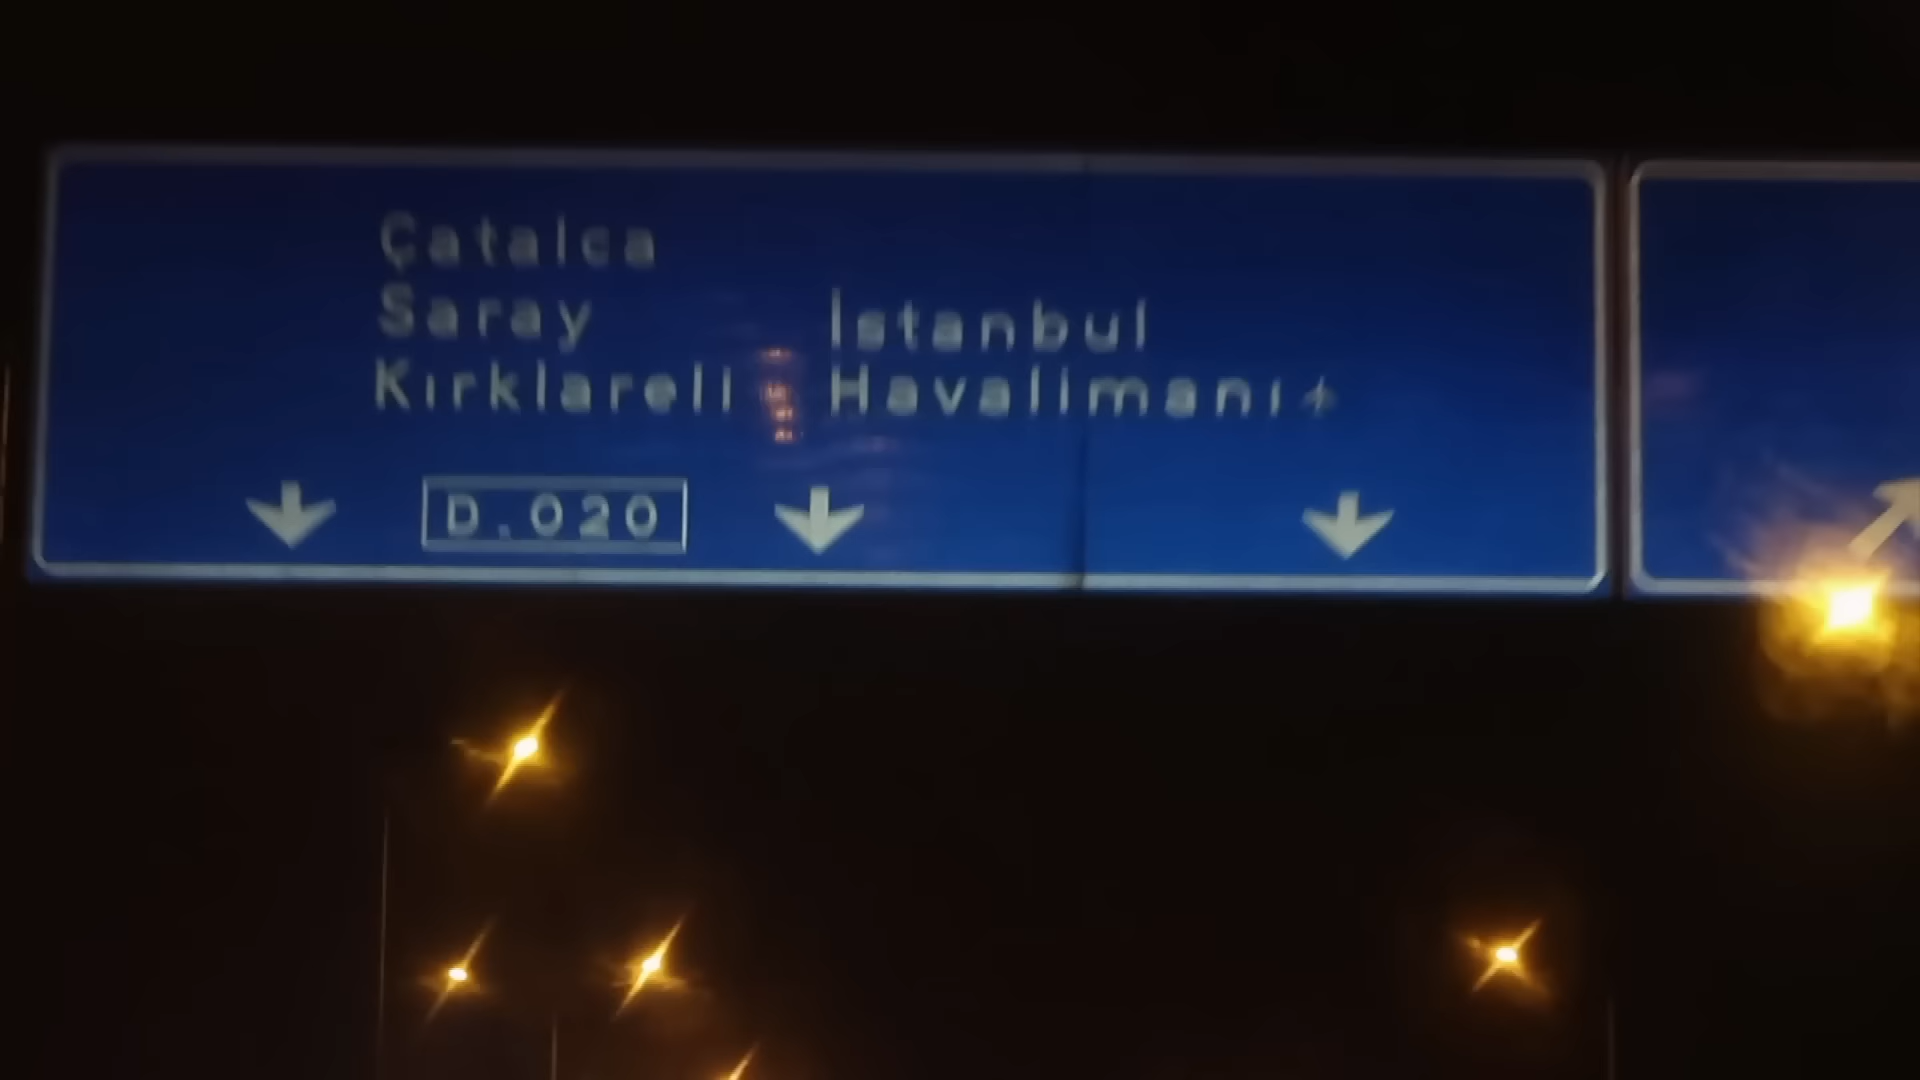 Çatalca
Saray
Kırklareli
İstanbul
Havalimanı
D.020